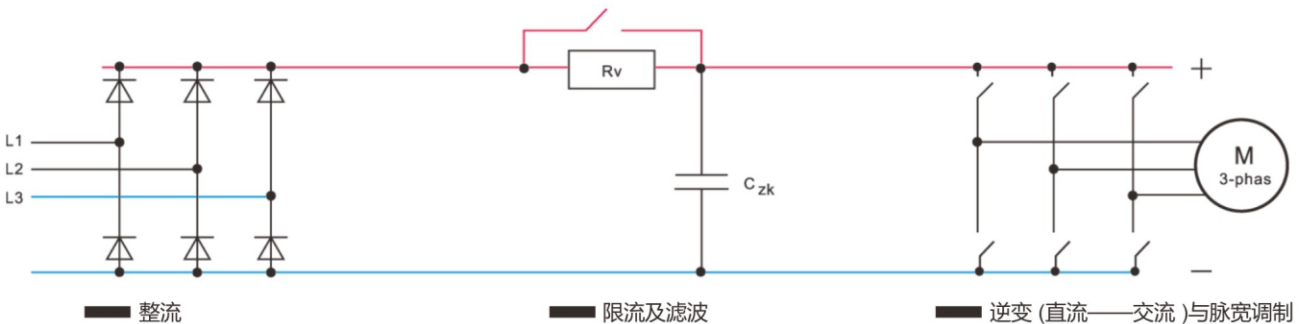 Rv
+
L1
L2
L3
M
3-phas
C zk
—
整流
限流及滤波
逆变 (直流——交流 )与脉宽调制